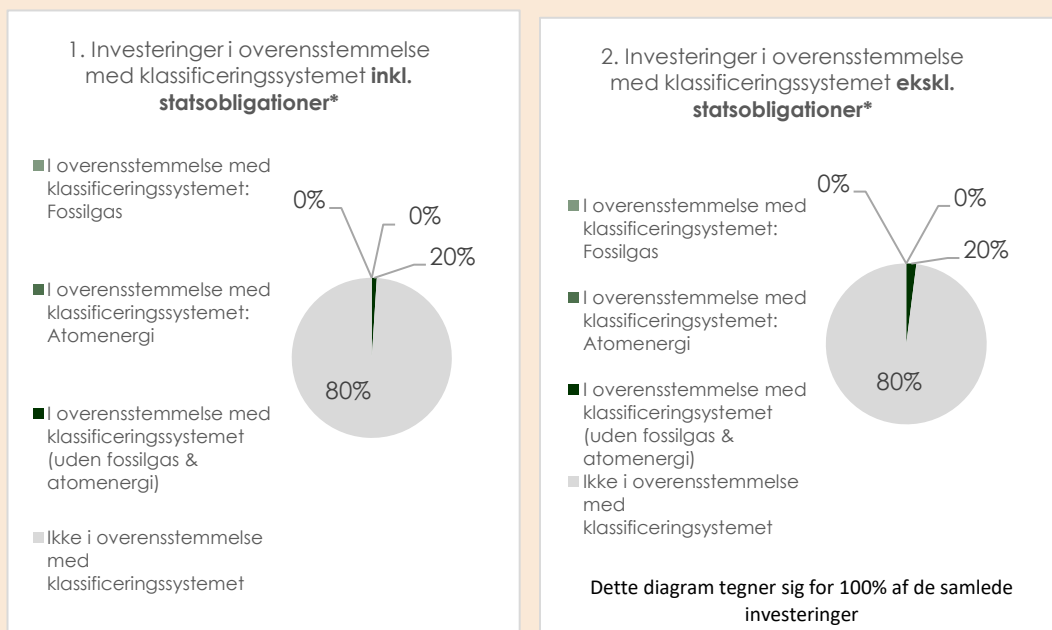 1. Investeringer i overensstemmelse
med klassificeringssystemet inkl.
statsobligationer*
I overensstemmelse med
klassificeringssystemet:
Fossilgas
I overensstemmelse med
klassificeringssystemet:
Atomenergi
I overensstemmelse med
klassificeringssystemet
(uden fossilgas &
atomenergi)
Ikke i overensstemmelse
med
klassificeringssystemet
0%
0%
20%
80%
2. Investeringer i overensstemmelse
med klassificeringssystemet ekskl.
statsobligationer*
I overensstemmelse med
klassificeringssystemet:
Fossilgas
I overensstemmelse med
klassificeringssystemet:
Atomenergi
I overensstemmelse med
klassificeringssystemet
(uden fossilgas &
atomenergi)
Ikke i overensstemmelse
med
klassificeringsystemet
0%
0%
20%
80%
Dette diagram tegner sig for 100% af de samlede
investeringer